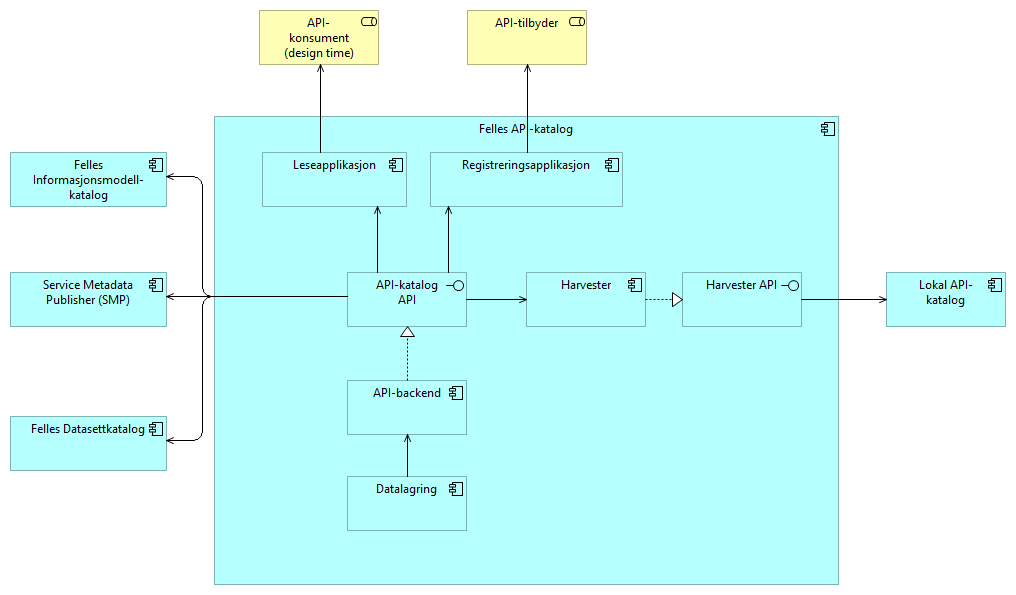 API-
konsument
(design time)
API-tilbyder
Felles API-katalog
Leseapplikasjon
Registreringsapplikasjon
Felles
Informasjonsmodell-
katalog
Service Metadata
Publisher (SMP)
API-katalog
API
Harvester
Harvester API
Lokal API-
katalog
API-backend
Felles Datasettkatalog
Datalagring